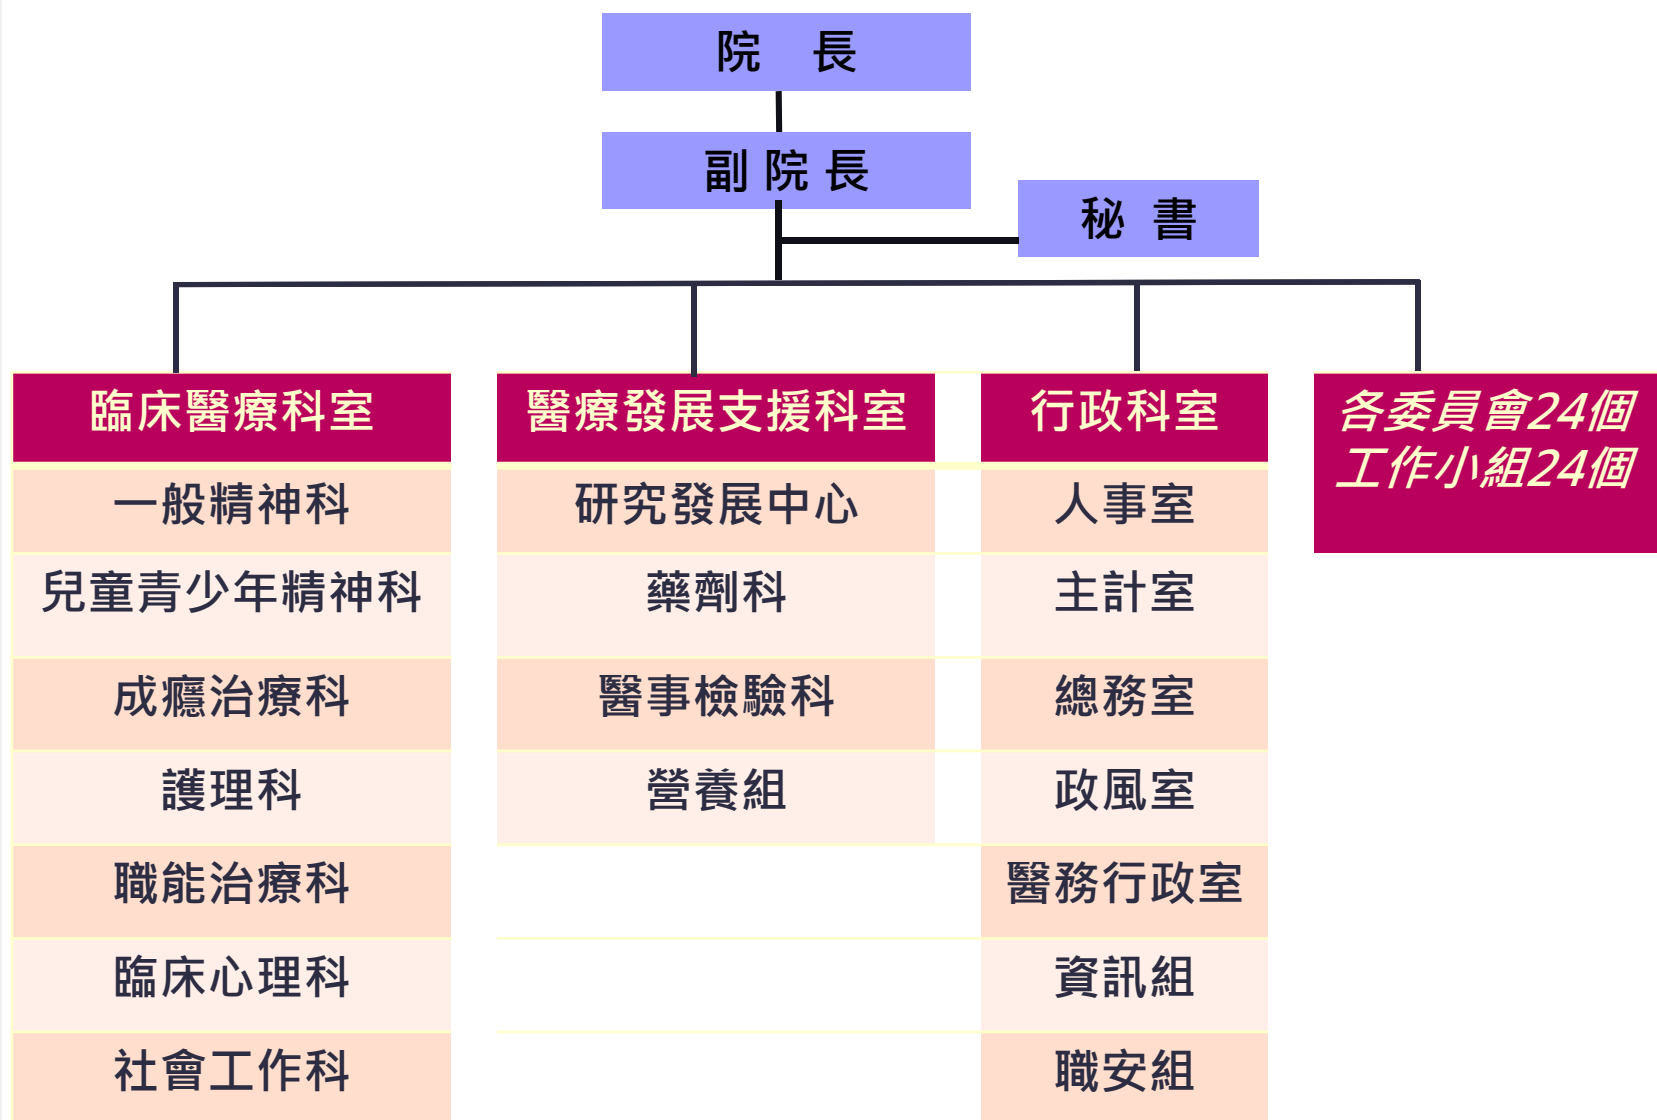 院 長
副院長
秘書
臨床醫療科室
一般精神科
兒童青少年精神科
成癮治療科
護理科
職能治療科
臨床心理科
社會工作科
醫療發展支援科室
研究發展中心
藥劑科
醫事檢驗科
營養組
行政科室
人事室
主計室
總務室
政風室
醫務行政室
資訊組
職安組
各委員會24個
工作小組24個